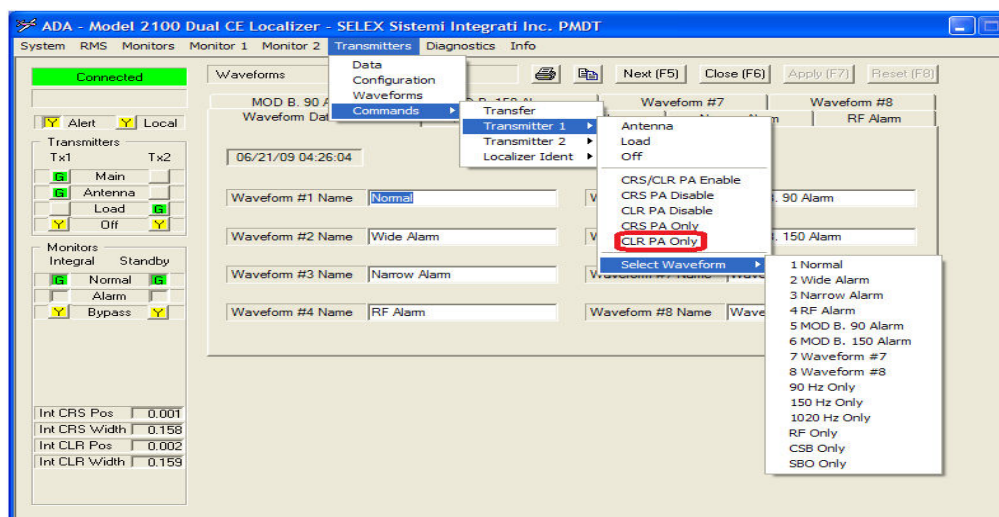 ADA - Model 2100 Dual CE Localizer - SELEX Sistemi Integrati Inc. PMDT
System RMS Monitors Monitor 1 Monitor 2 Transmitters Diagnostics Info
Connected
Y Alert Y Local
Transmitters
Tx1 Tx2
G Main
G Antenna
Load G
Y Off Y
Monitors
Integral Standby
G Normal G
Alarm
Y Bypass Y
Int CRS Pos 0.001
Int CRS Width 0.158
Int CLR Pos 0.002
Int CLR Width 0.159
Waveforms
Next (F5) Close (F6) Apply (F7) Reset (F8)
MOD B. 90 Waveform #7 Waveform #8
Waveform RF Alarm
06/21/09 04:26:04
Waveform #1 Name Normal
Waveform #2 Name Wide Alarm
Waveform #3 Name Narrow Alarm
Waveform #4 Name RF Alarm
90 Alarm
150 Alarm
Waveform #8 Name
Data
Configuration
Waveforms
Commands
Transfer
Transmitter 1
Transmitter 2
Localizer Ident
Antenna
Load
Off
CRS/CLR PA Enable
CRS PA Disable
CLR PA Disable
CRS PA Only
CLR PA Only
Select Waveform
1 Normal
2 Wide Alarm
3 Narrow Alarm
4 RF Alarm
5 MOD B. 90 Alarm
6 MOD B. 150 Alarm
7 Waveform #7
8 Waveform #8
90 Hz Only
150 Hz Only
1020 Hz Only
RF Only
CSB Only
SBO Only